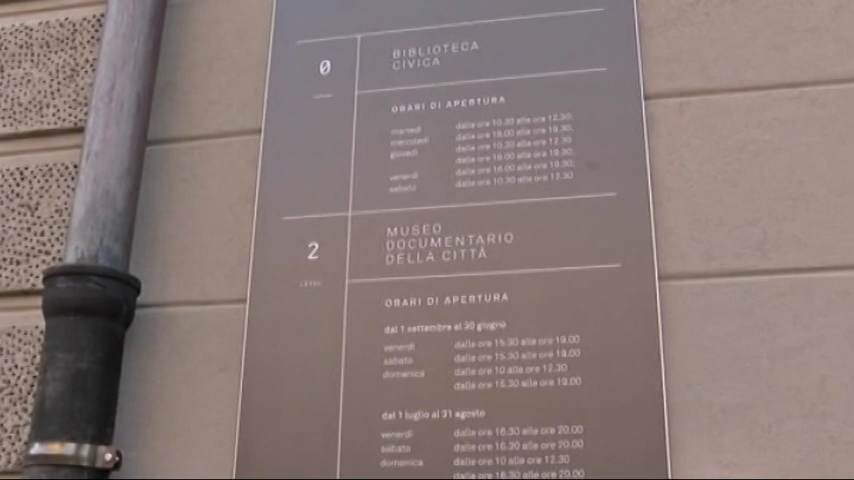 0
BIBLIOTECA
CIVICA
ORARI DI APERTURA
martedì dalle ore 10.30 alle ore 12.30;
mercoledì dalle ore 16.00 alle ore 19.30;
giovedì dalle ore 10.30 alle ore 12.30
dalle ore 16.00 alle ore 19.30;
venerdì dalle ore 16.00 alle ore 19.30;
sabato dalle ore 10.30 alle ore 12.30
2
LEVEL
MUSEO
DOCUMENTARIO
DELLA CITTÀ
ORARI DI APERTURA
dal 1 settembre al 30 giugno
venerdì dalle ore 15.30 alle ore 19.00
sabato dalle ore 15.30 alle ore 19.00
domenica dalle ore 10 alle ore 12.30
dalle ore 15.30 alle ore 19.00
dal 1 luglio al 31 agosto
venerdì dalle ore 16.30 alle ore 20.00
sabato dalle ore 16.30 alle ore 20.00
domenica dalle ore 10 alle ore 12.30
dalle ore 16.30 alle ore 20.00